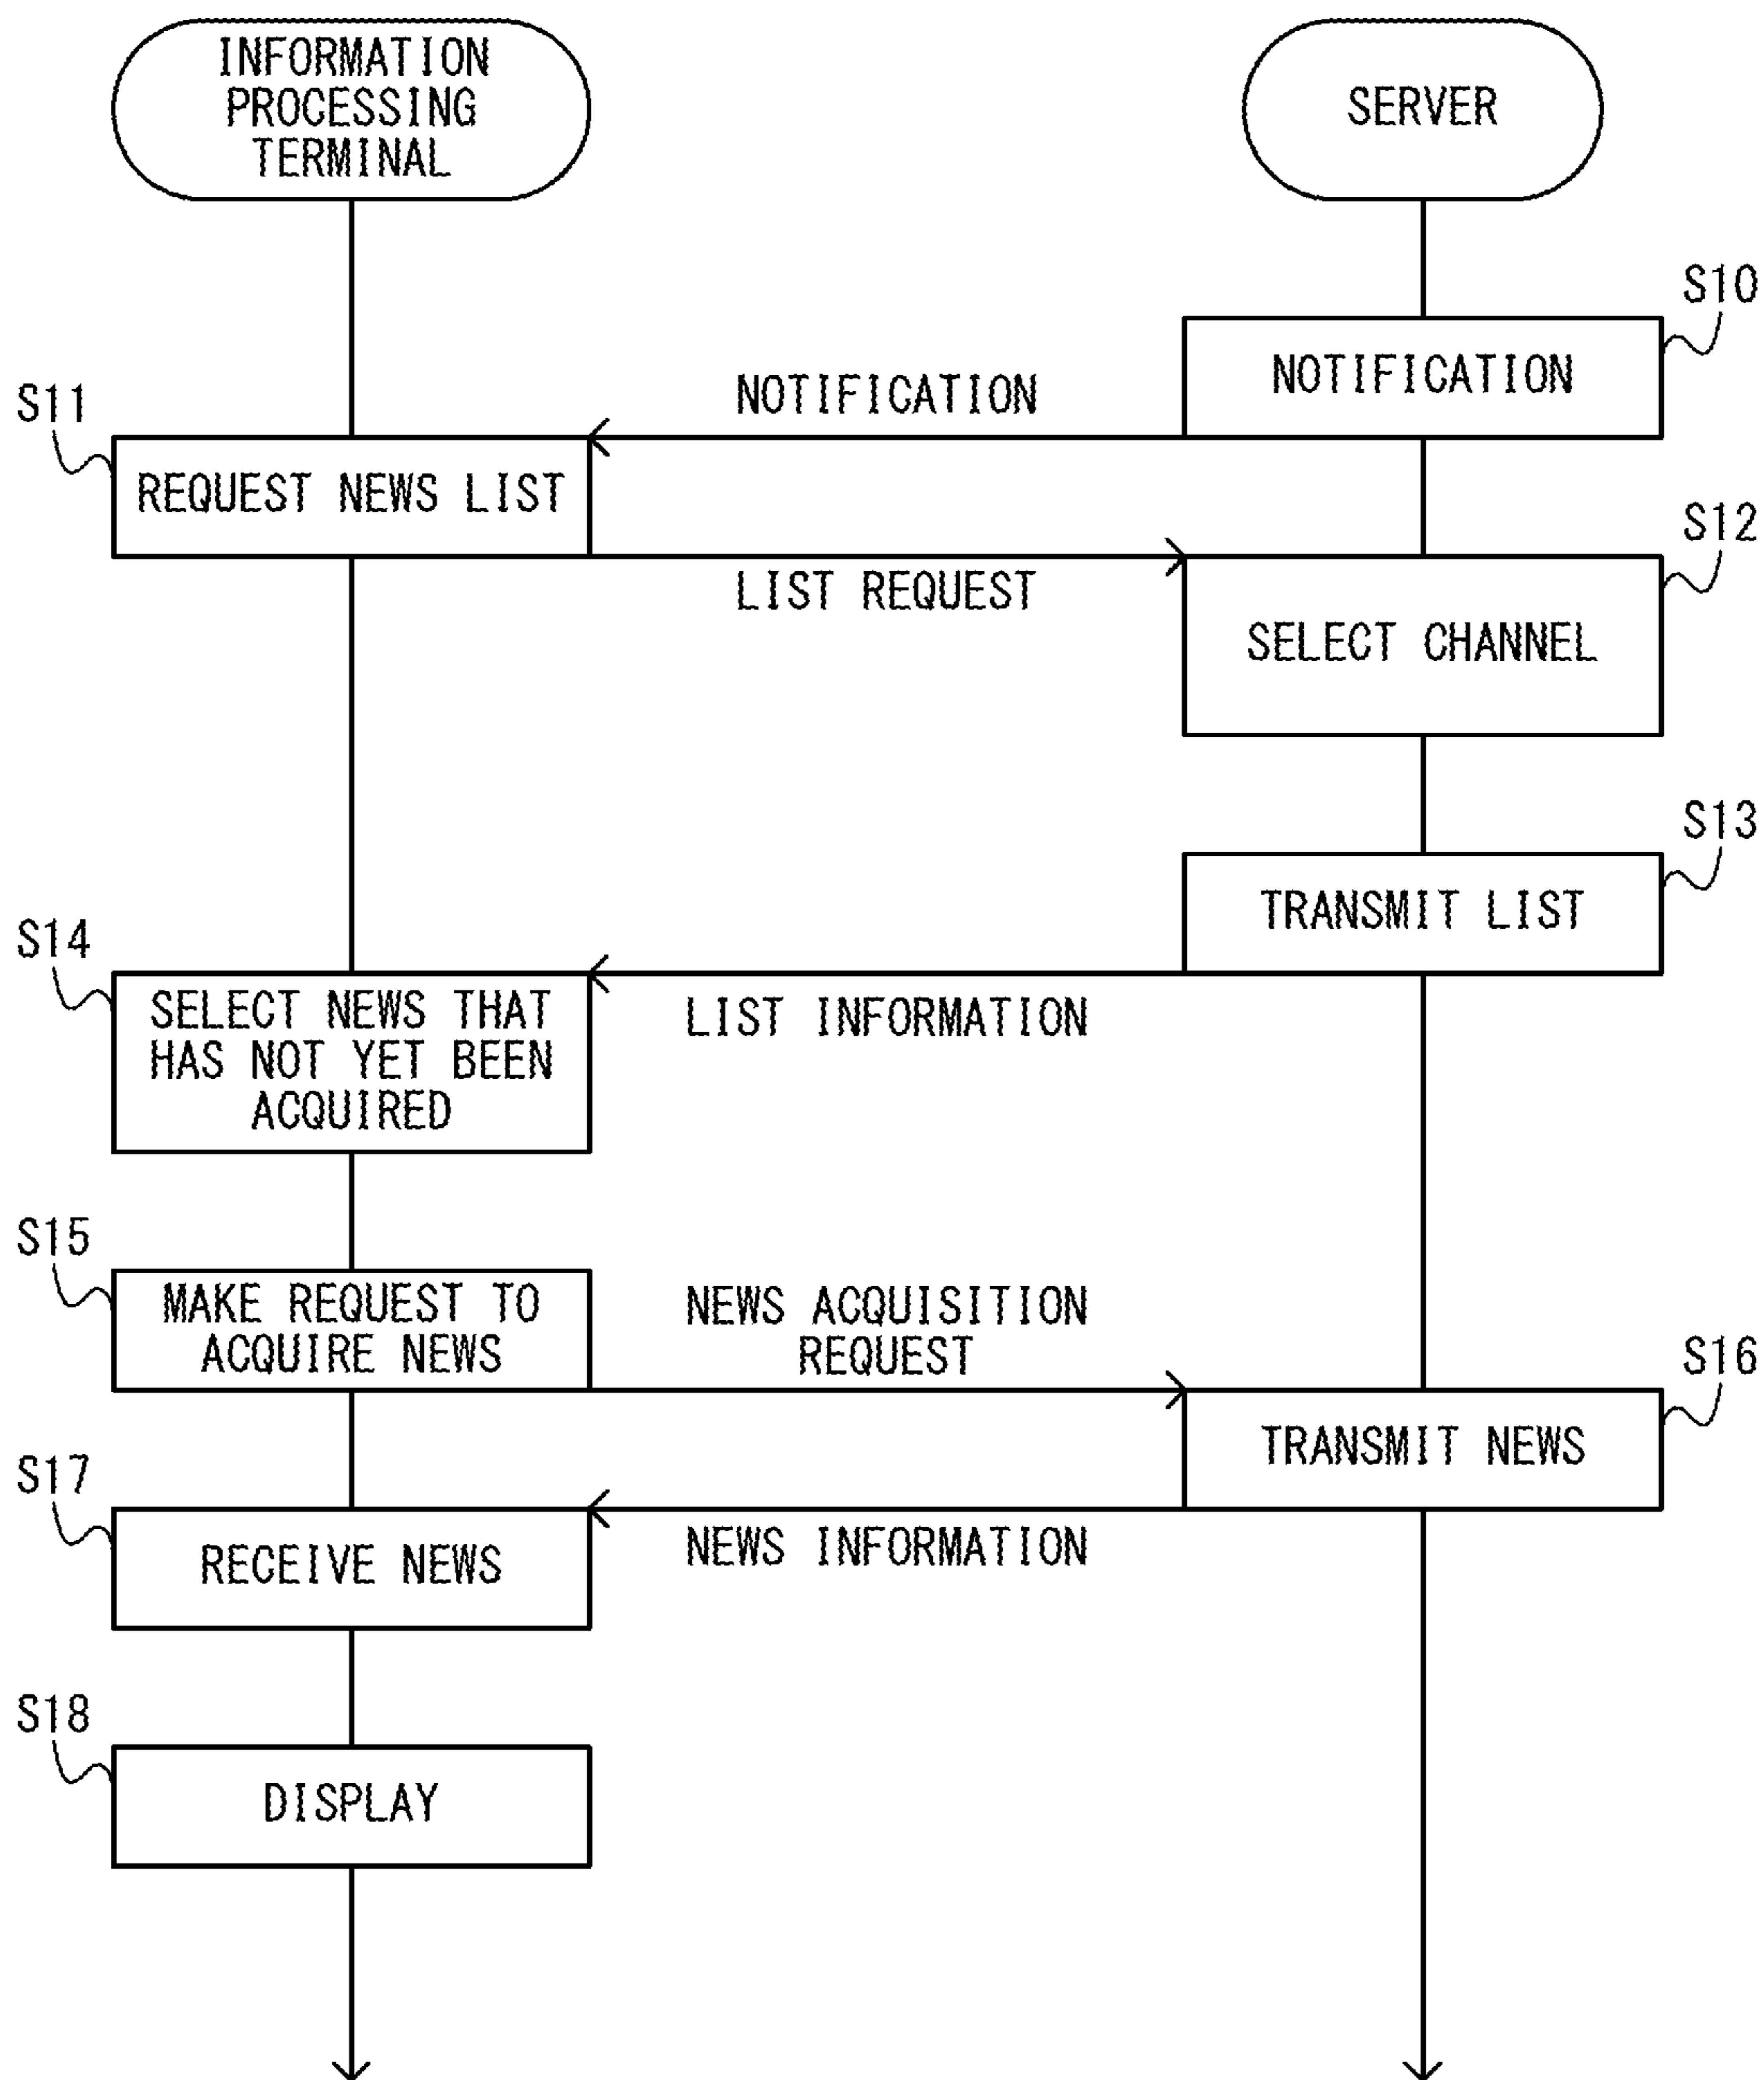 INFORMATION
PROCESSING
TERMINAL
SERVER
S10
NOTIFICATION
NOTIFICATION
S11
REQUEST NEWS LIST
S12
LIST REQUEST
SELECT CHANNEL
S13
TRANSMIT LIST
S14
LIST INFORMATION
SELECT NEWS THAT
HAS NOT YET BEEN
ACQUIRED
S15
MAKE REQUEST TO
ACQUIRE NEWS
NEWS ACQUISITION
REQUEST
S16
TRANSMIT NEWS
S17
NEWS INFORMATION
RECEIVE NEWS
S18
DISPLAY